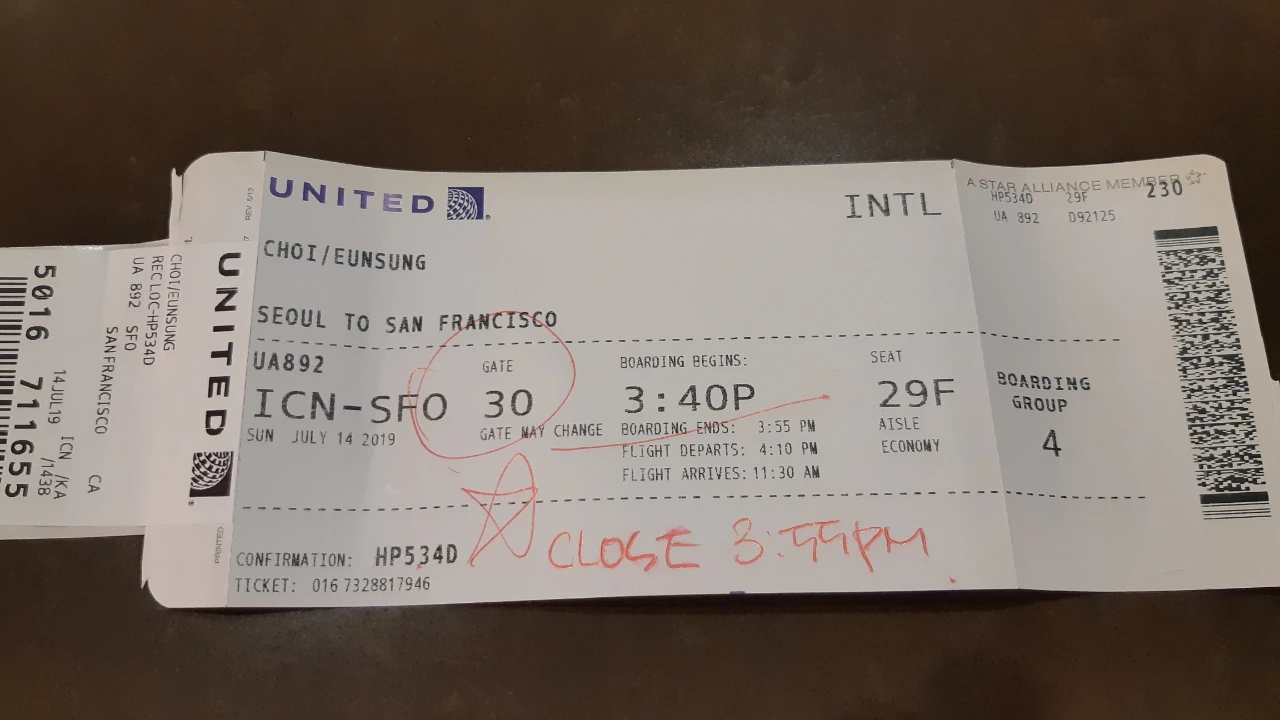 UNITED
INTL
CHOI/EUNSUNG
SEOUL TO SAN FRANCISCO
UA892
ICN-SFO
SUN JULY 14 2019
GATE
30
GATE MAY CHANGE
BOARDING BEGINS:
3:40P
BOARDING ENDS: 3:55 PM
FLIGHT DEPARTS: 4:10 PM
FLIGHT ARRIVES: 11:30 AM
SEAT
29F
AISLE
ECONOMY
BOARDING
GROUP
4
CONFIRMATION: HP534D
TICKET: 016 7328817946
CLOSE 3:55PM
A STAR ALLIANCE MEMBER
230
HP534D 29F
UA 892 D92125
UNITED
CHOI/EUNSUNG
REC LOC-HP534D
UA 892 SFO
SAN FRANCISCO CA
14JUL19 ICN /KA
/1438
5016 711655